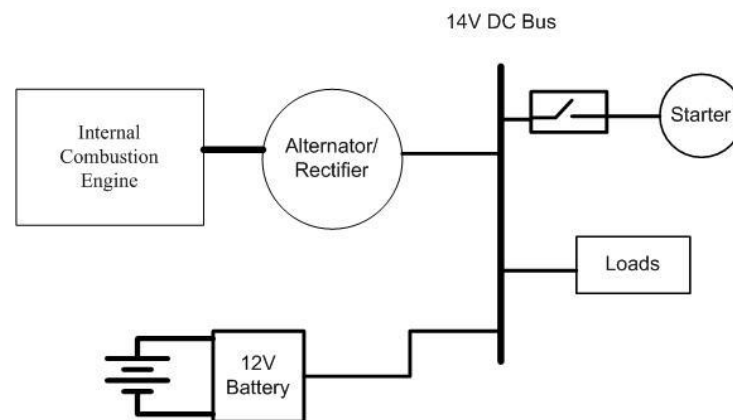 14V DC Bus
Internal
Combustion
Engine
Alternator/
Rectifier
Starter
Loads
12V
Battery